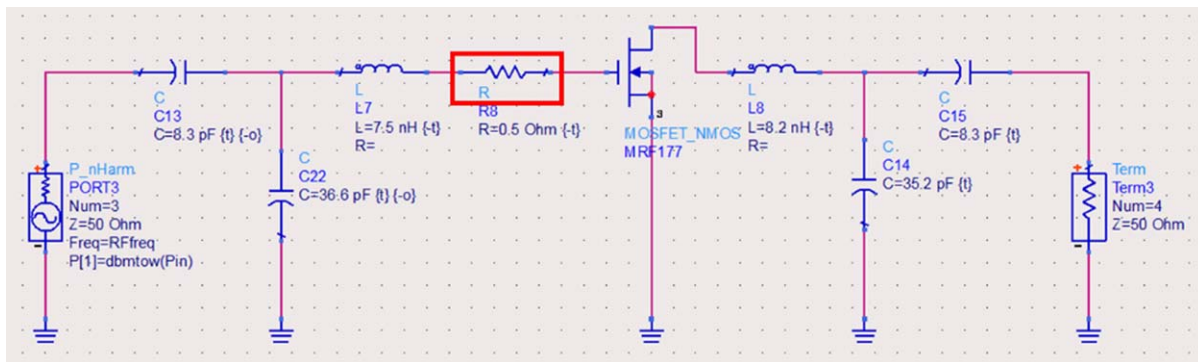 C
C13
C=8.3 pF {t} {-o}
P_nHarm
PORT3
Num=3
Z=50 Ohm
Freq=RFfreq
P[1]=dbmtow(Pin)
C
C22
C=36.6 pF {t} {-o}
L
L7
L=7.5 nH {-t}
R=
R
R8
R=0.5 Ohm {-t}
3
MOSFET_NMOS
MRF177
L
L8
L=8.2 nH {-t}
R=
C
C14
C=35.2 pF {t}
C
C15
C=8.3 pF {t}
Term
Term3
Num=4
Z=50 Ohm